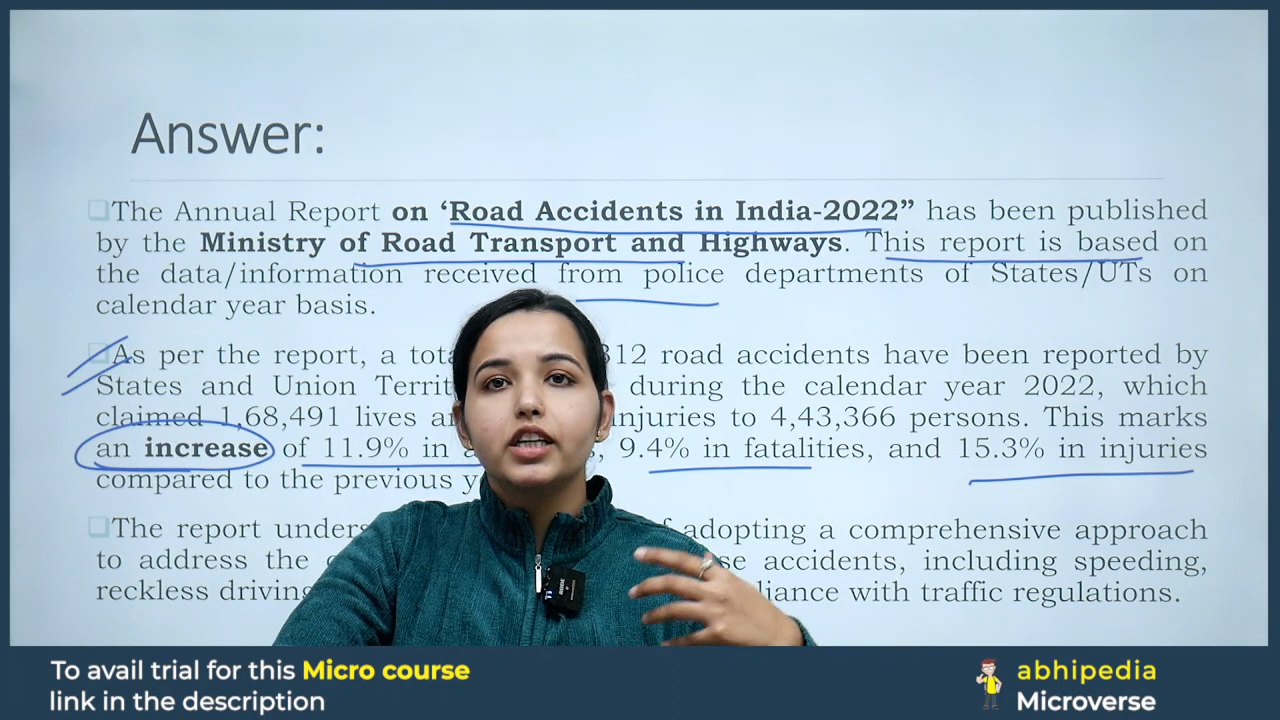 Answer:
The Annual Report on ‘Road Accidents in India-2022” has been published
by the Ministry of Road Transport and Highways. This report is based on
the data/information received from police departments of States/UTs on
calendar year basis.
As per the report, a tota 312 road accidents have been reported by
States and Union Territ during the calendar year 2022, which
claimed 1,68,491 lives a injuries to 4,43,366 persons. This marks
an increase of 11.9% in a , 9.4% in fatalities, and 15.3% in injuries
compared to the previous y
The report unders f adopting a comprehensive approach
to address the se accidents, including speeding,
reckless driving liance with traffic regulations.
To avail trial for this Micro course
link in the description
abhipedia
Microverse